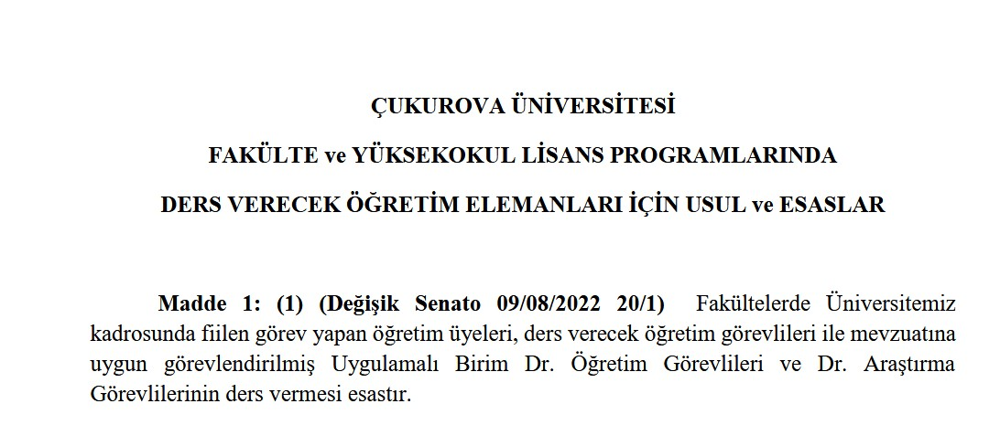 ÇUKUROVA ÜNİVERSİTESİ
FAKÜLTE ve YÜKSEKOKUL LİSANS PROGRAMLARINDA
DERS VERECEK ÖĞRETİM ELEMANLARI İÇİN USUL ve ESASLAR
Madde 1: (1) (Değişik Senato 09/08/2022 20/1) Fakültelerde Üniversitemiz
kadrosunda fiilen görev yapan öğretim üyeleri, ders verecek öğretim görevlileri ile mevzuatına
uygun görevlendirilmiş Uygulamalı Birim Dr. Öğretim Görevlileri ve Dr. Araştırma
Görevlilerinin ders vermesi esastır.